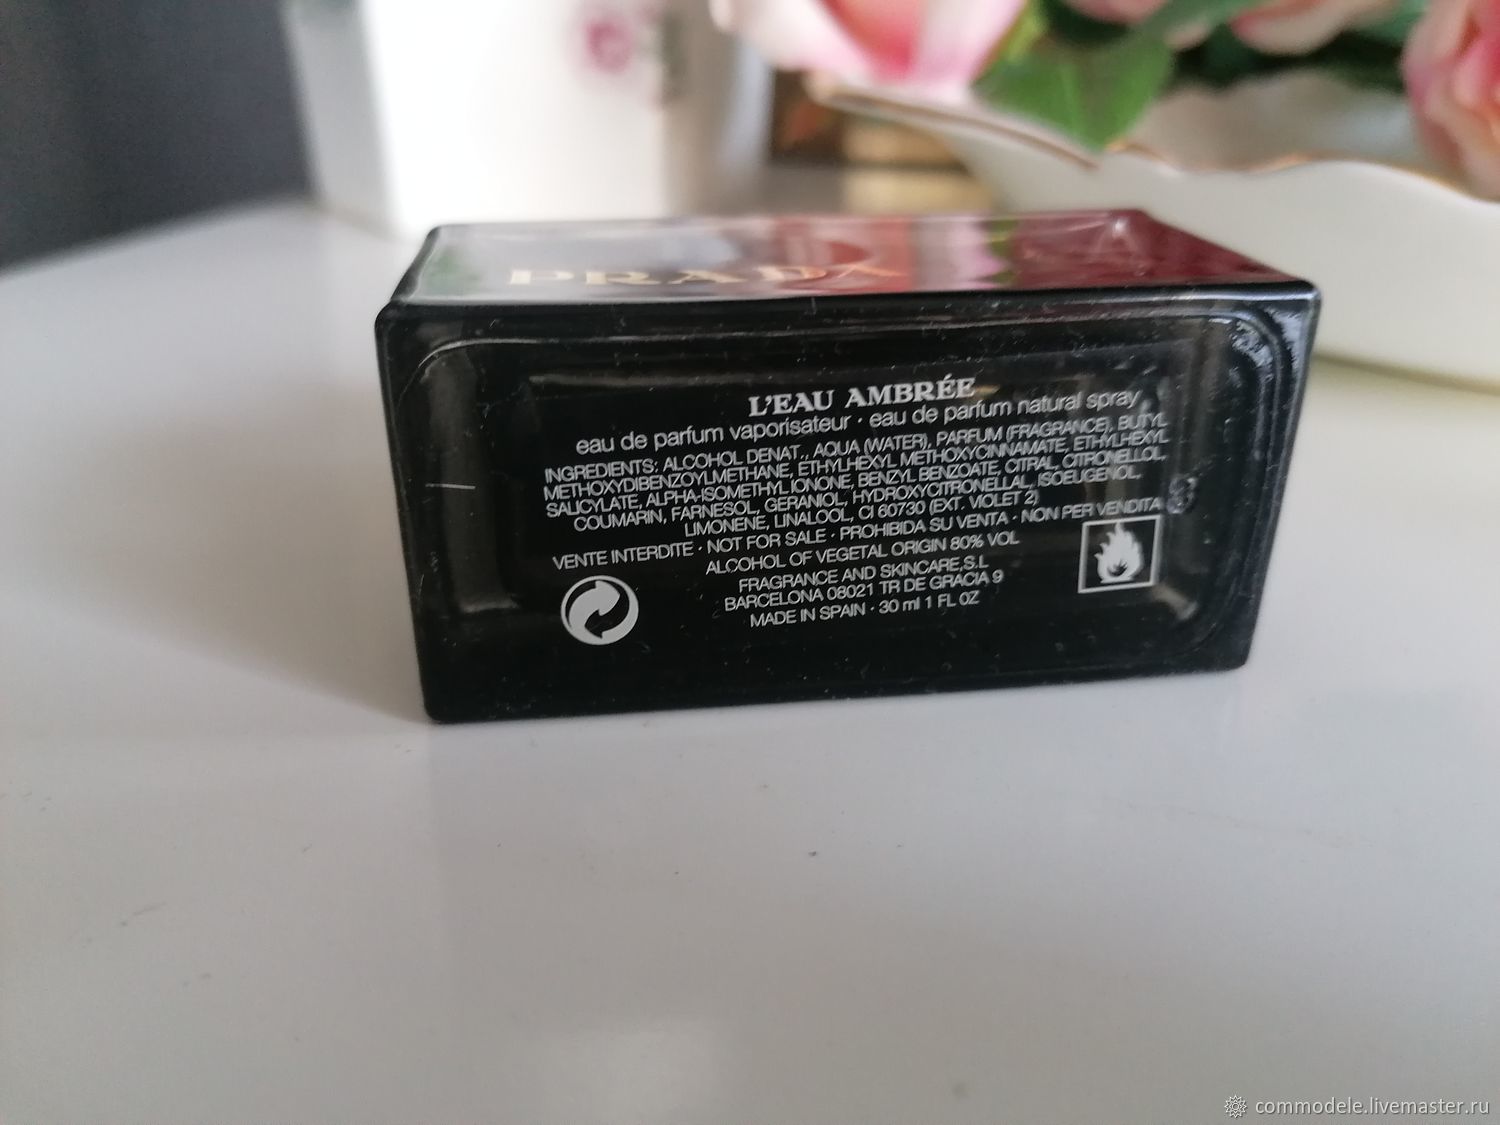 PRADA
L'EAU AMBRÉE
eau de parfum vaporisateur · eau de parfum natural spray
INGREDIENTS: ALCOHOL DENAT., AQUA (WATER), PARFUM (FRAGRANCE), BUTYL
METHOXYDIBENZOYLMETHANE, ETHYLHEXYL METHOXYCINNAMATE, ETHYLHEXYL
SALICYLATE, ALPHA-ISOMETHYL IONONE, BENZYL BENZOATE, CITRAL, CITRONELLOL,
COUMARIN, FARNESOL, GERANIOL, HYDROXYCITRONELLAL, ISOEUGENOL,
LIMONENE, LINALOOL, CI 60730 (EXT. VIOLET 2)
VENTE INTERDITE · NOT FOR SALE · PROHIBIDA SU VENTA · NON PER VENDITA
ALCOHOL OF VEGETAL ORIGIN 80% VOL
FRAGRANCE AND SKINCARE,S.L
BARCELONA 08021 TR DE GRACIA 9
MADE IN SPAIN · 30 ml 1 FL OZ
commodele.livemaster.ru